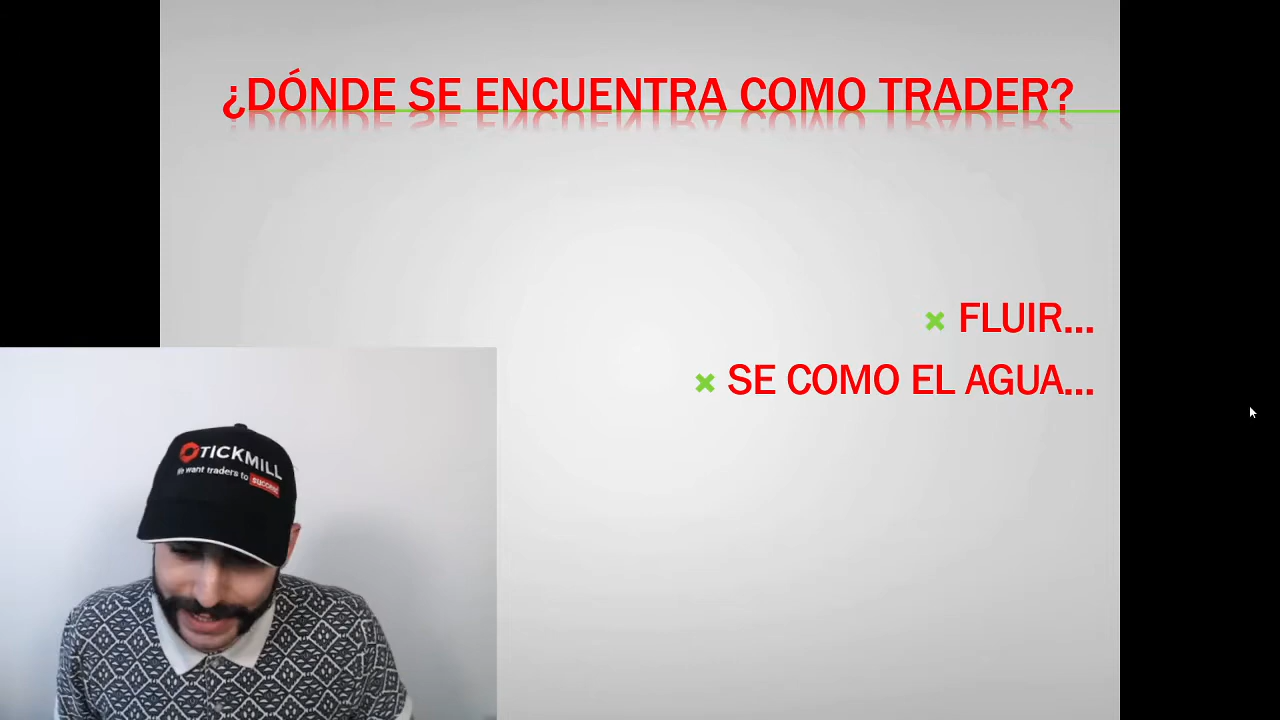 ¿DÓNDE SE ENCUENTRA COMO TRADER?
FLUIR...
SE COMO EL AGUA...
TICKMILL
We want traders to succeed